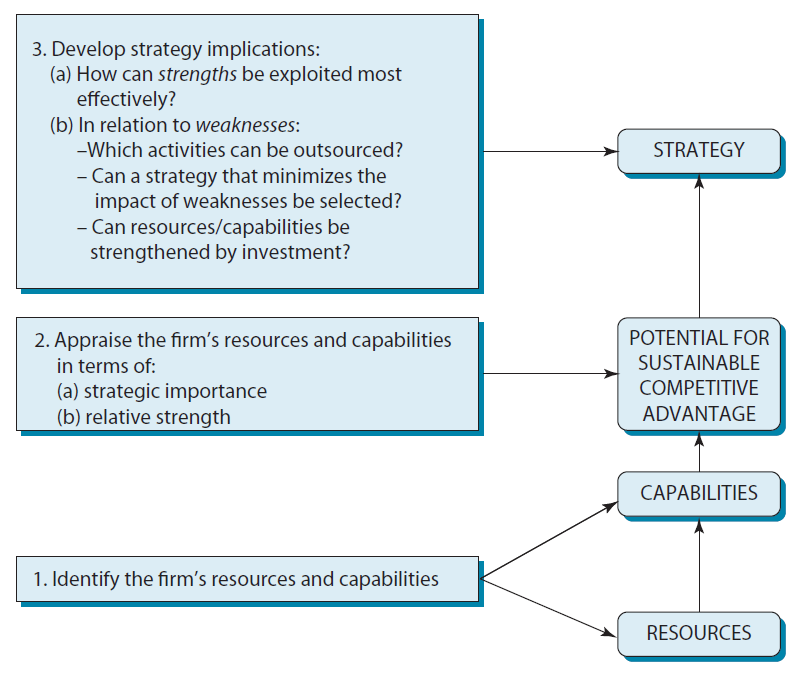 3. Develop strategy implications:
(a) How can strengths be exploited most
effectively?
(b) In relation to weaknesses:
–Which activities can be outsourced?
– Can a strategy that minimizes the
impact of weaknesses be selected?
– Can resources/capabilities be
strengthened by investment?
STRATEGY
2. Appraise the firm’s resources and capabilities
in terms of:
(a) strategic importance
(b) relative strength
POTENTIAL FOR
SUSTAINABLE
COMPETITIVE
ADVANTAGE
CAPABILITIES
1. Identify the firm’s resources and capabilities
RESOURCES